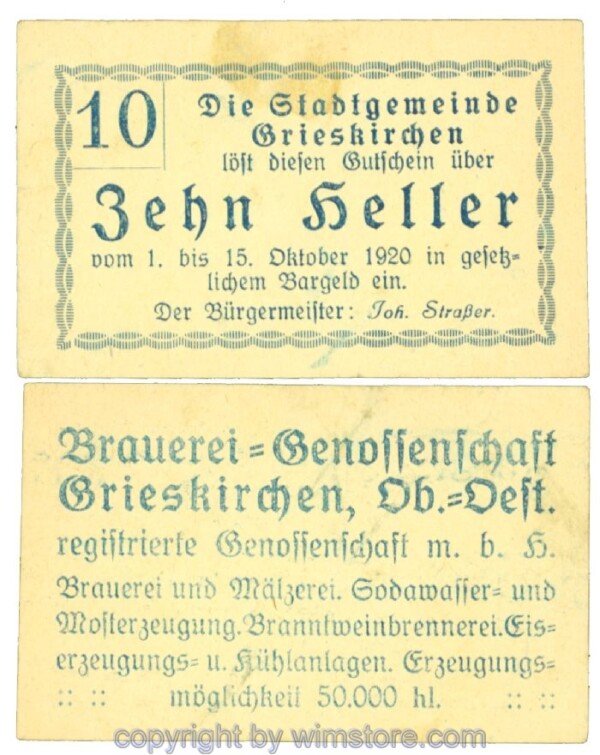 10
Die Stadtgemeinde
Grieskirchen
löst diesen Gutschein über
Zehn Heller
vom 1. bis 15. Oktober 1920 in gesetz=
lichem Bargeld ein.
Der Bürgermeister: Joh. Straßer.
Brauerei=Genossenschaft
Grieskirchen, Ob.=Oest.
registrierte Genossenschaft m. b. H.
Brauerei und Mälzerei. Sodawasser= und
Mosterzeugung. Branntweinbrennerei. Eis=
erzeugungs= u. Kühlanlagen. Erzeugungs=
:: :: möglichkeit 50.000 hl. :: ::
copyright by wimstore.com